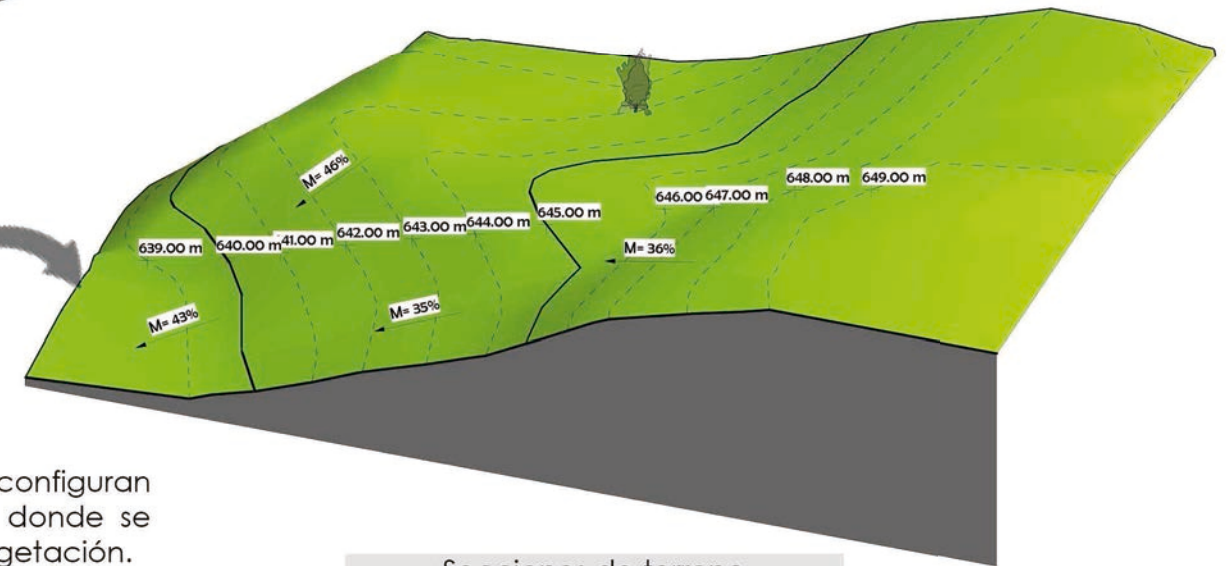 M= 46%
648.00 m
649.00 m
646.00
647.00 m
645.00 m
644.00 m
643.00 m
642.00 m
41.00 m
640.00 m
639.00 m
M= 36%
M= 35%
M= 43%
configuran
donde se
getación.